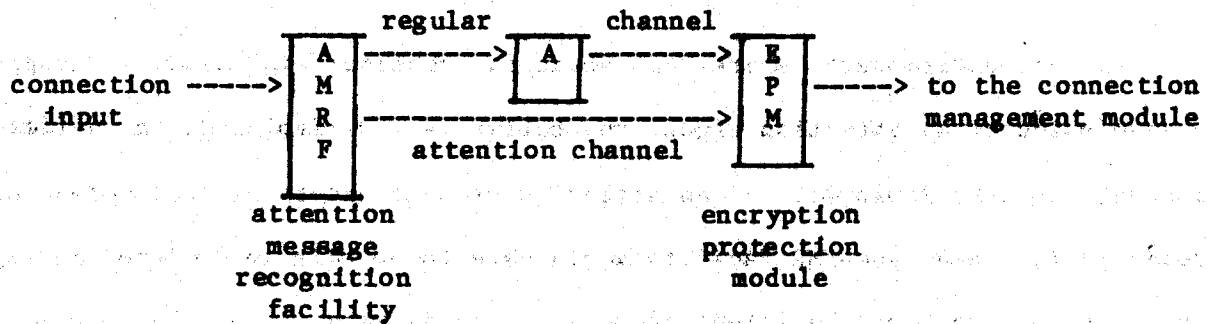 regular channel
A A E
connection -----> M -----> P -----> to the connection
input R M management module
F attention channel
attention encryption
message protection
recognition module
facility